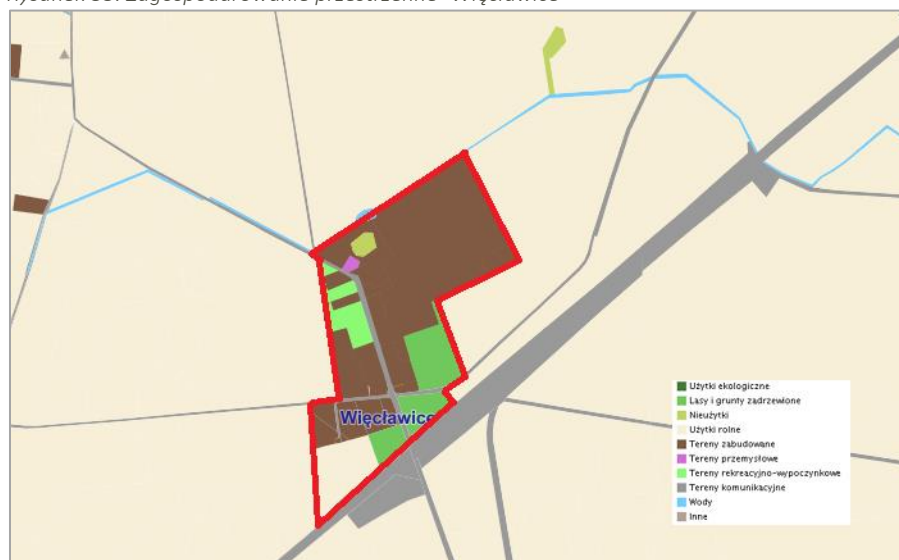 Więcławice
Użytki ekologiczne
Lasy i grunty zadrzewione
Nieużytki
Użytki rolne
Tereny zabudowane
Tereny przemysłowe
Tereny rekreacyjno-wypoczynkowe
Tereny komunikacyjne
Wody
Inne